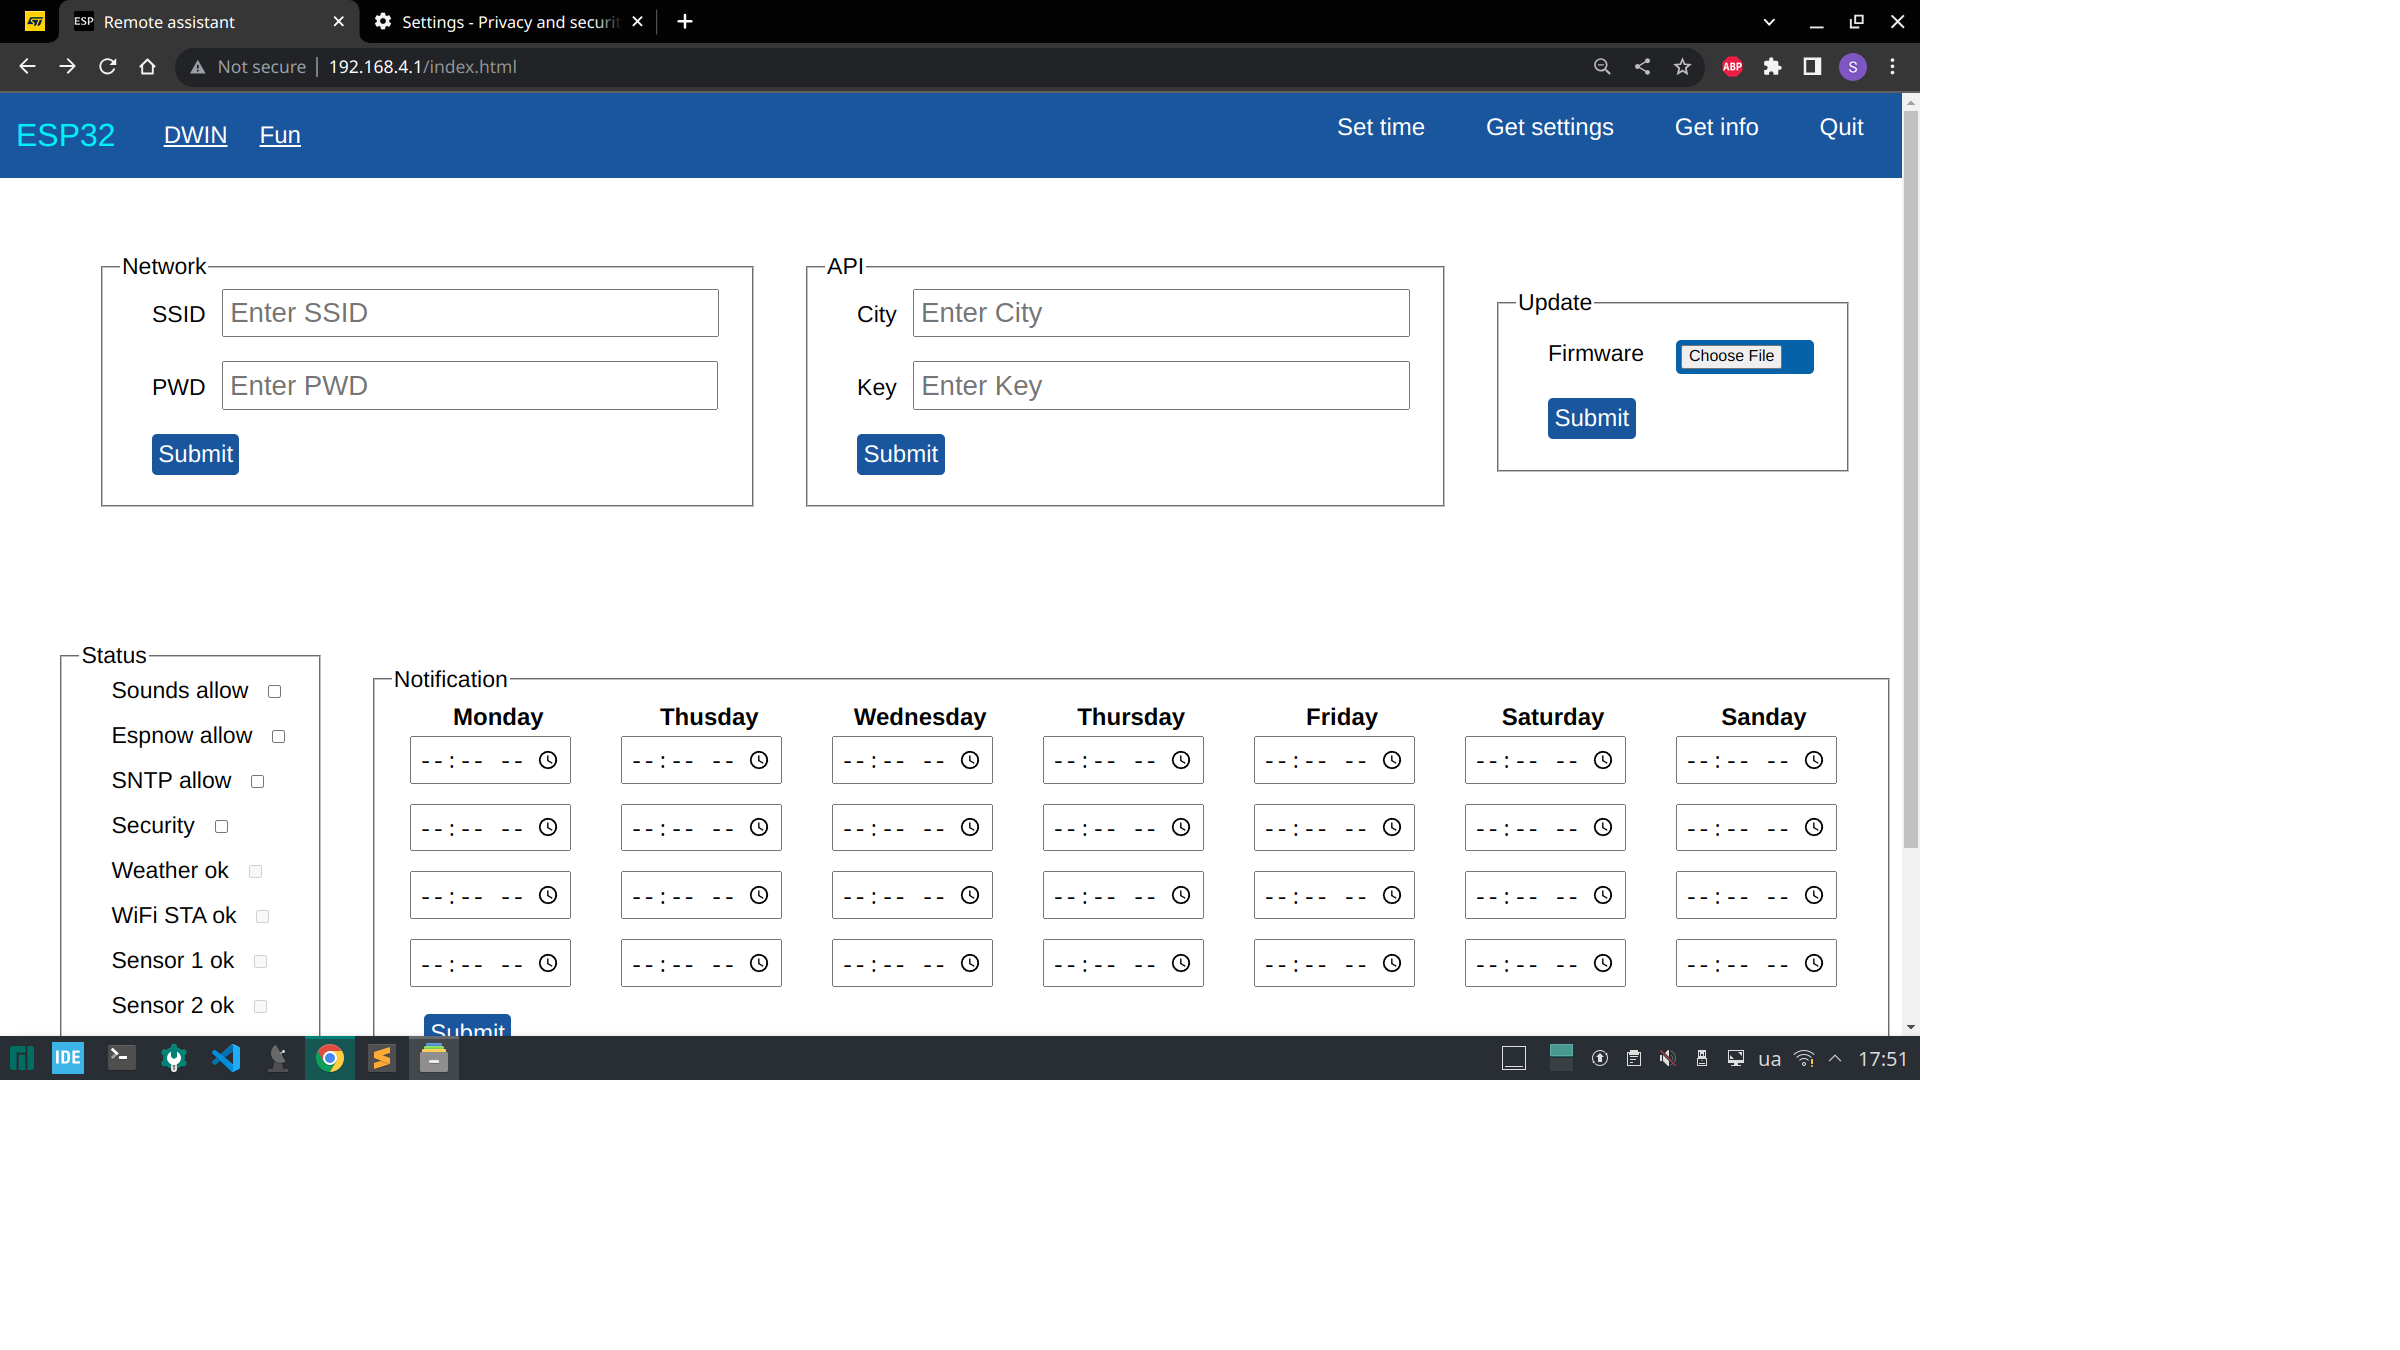 ESP Remote assistant
Settings - Privacy and securit
Not secure 192.168.4.1/index.html
ABP
S
ESP32 DWIN Fun Set time Get settings Get info Quit
Network
SSID Enter SSID
PWD Enter PWD
Submit
API
City Enter City
Key Enter Key
Submit
Update
Firmware Choose File
Submit
Status
Sounds allow
Espnow allow
SNTP allow
Security
Weather ok
WiFi STA ok
Sensor 1 ok
Sensor 2 ok
Notification
Monday Thusday Wednesday Thursday Friday Saturday Sanday
--:-- -- --:-- -- --:-- -- --:-- -- --:-- -- --:-- -- --:-- --
--:-- -- --:-- -- --:-- -- --:-- -- --:-- -- --:-- -- --:-- --
--:-- -- --:-- -- --:-- -- --:-- -- --:-- -- --:-- -- --:-- --
--:-- -- --:-- -- --:-- -- --:-- -- --:-- -- --:-- -- --:-- --
Submit
IDE
ua 17:51